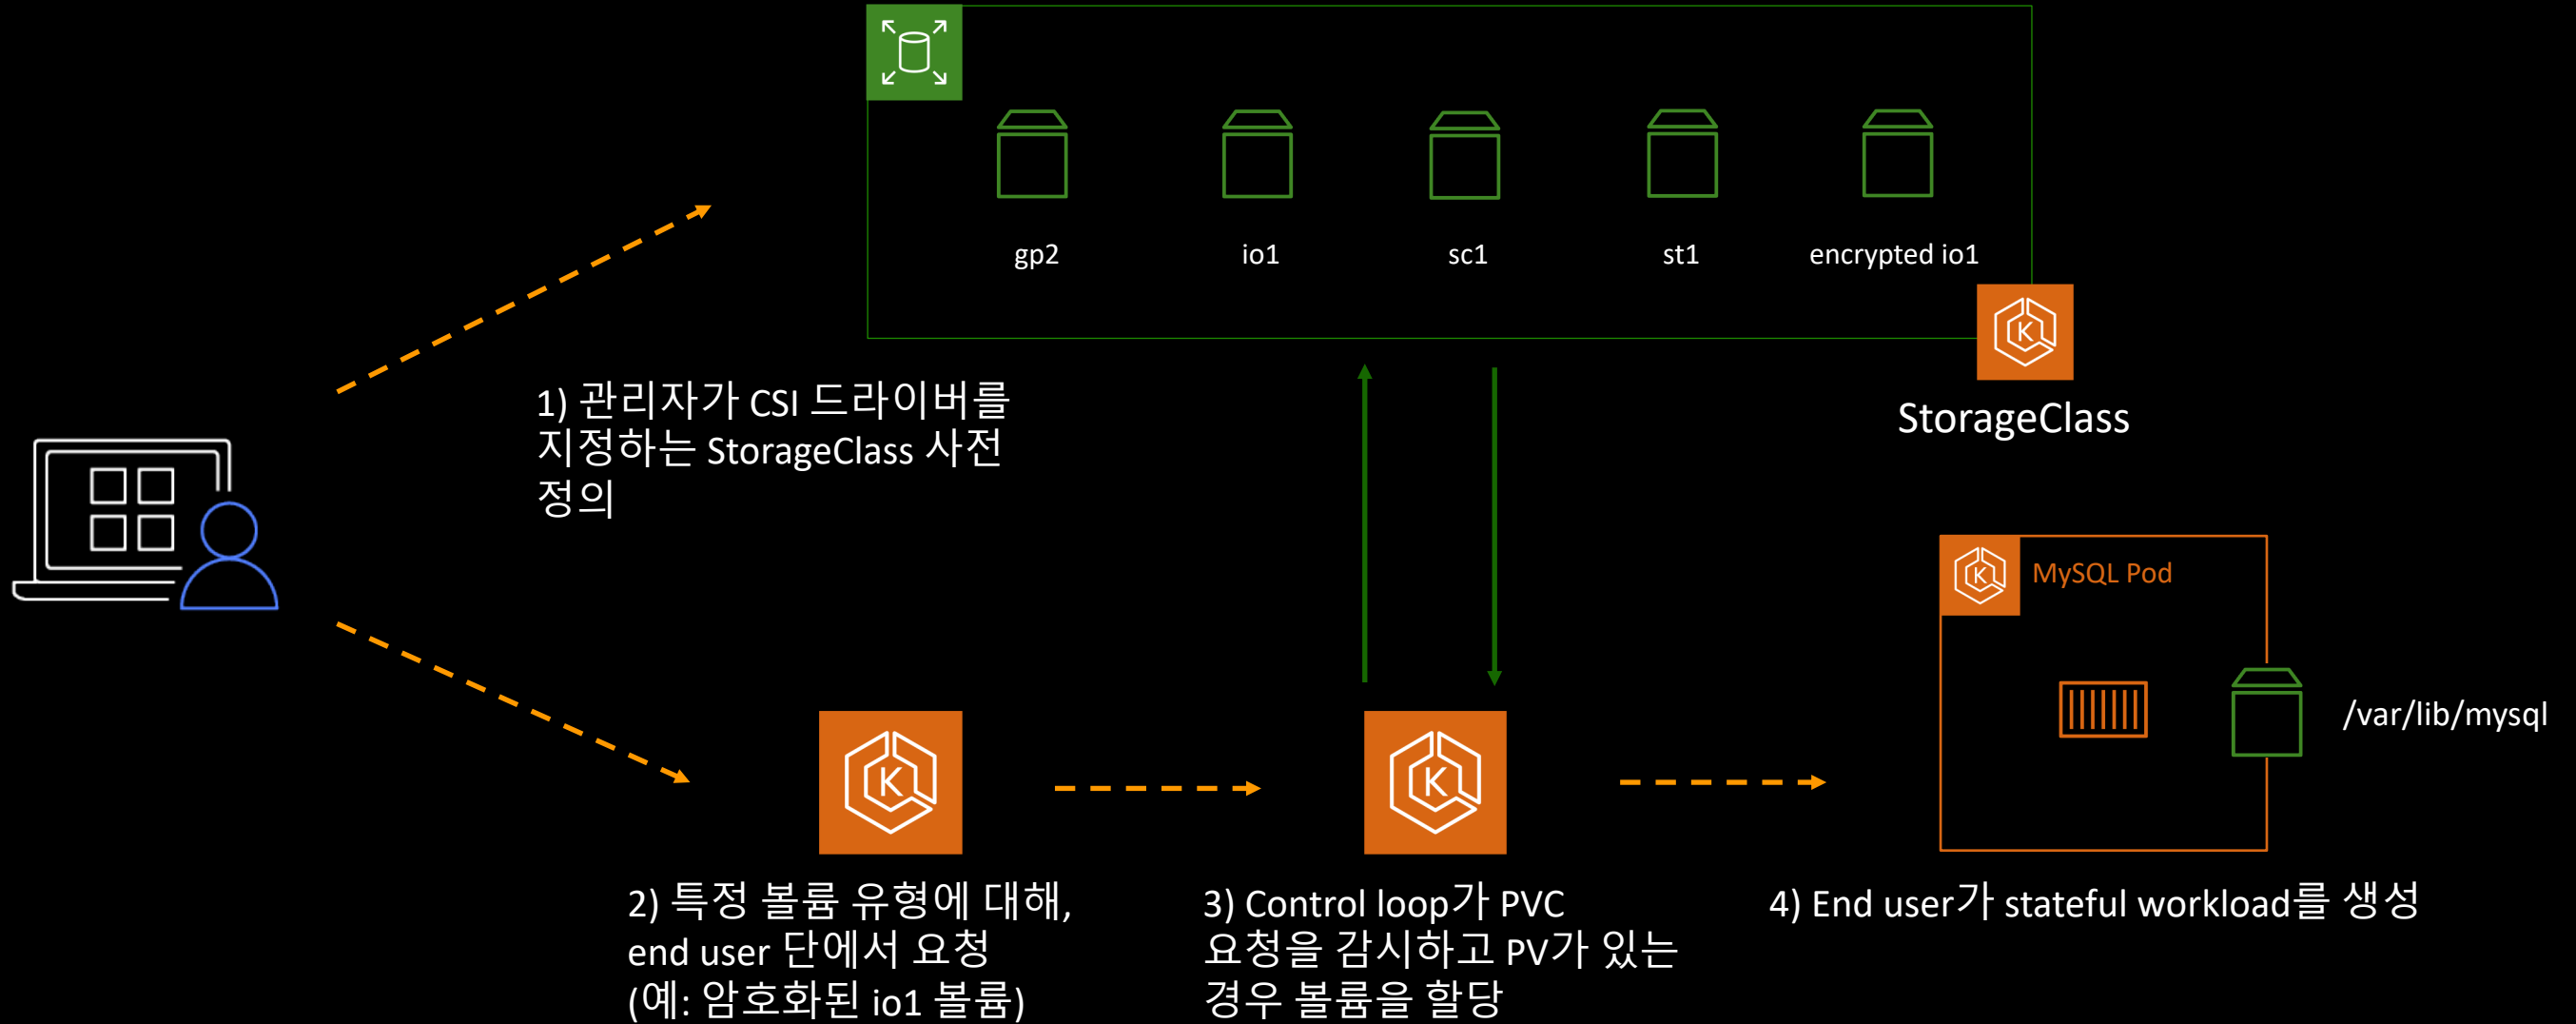 gp2
io1
sc1
st1
encrypted io1
K
StorageClass
1) 관리자가 CSI 드라이버를
지정하는 StorageClass 사전
정의
K
MySQL Pod
/var/lib/mysql
K
K
2) 특정 볼륨 유형에 대해,
end user 단에서 요청
(예: 암호화된 io1 볼륨)
3) Control loop가 PVC
요청을 감시하고 PV가 있는
경우 볼륨을 할당
4) End user가 stateful workload를 생성